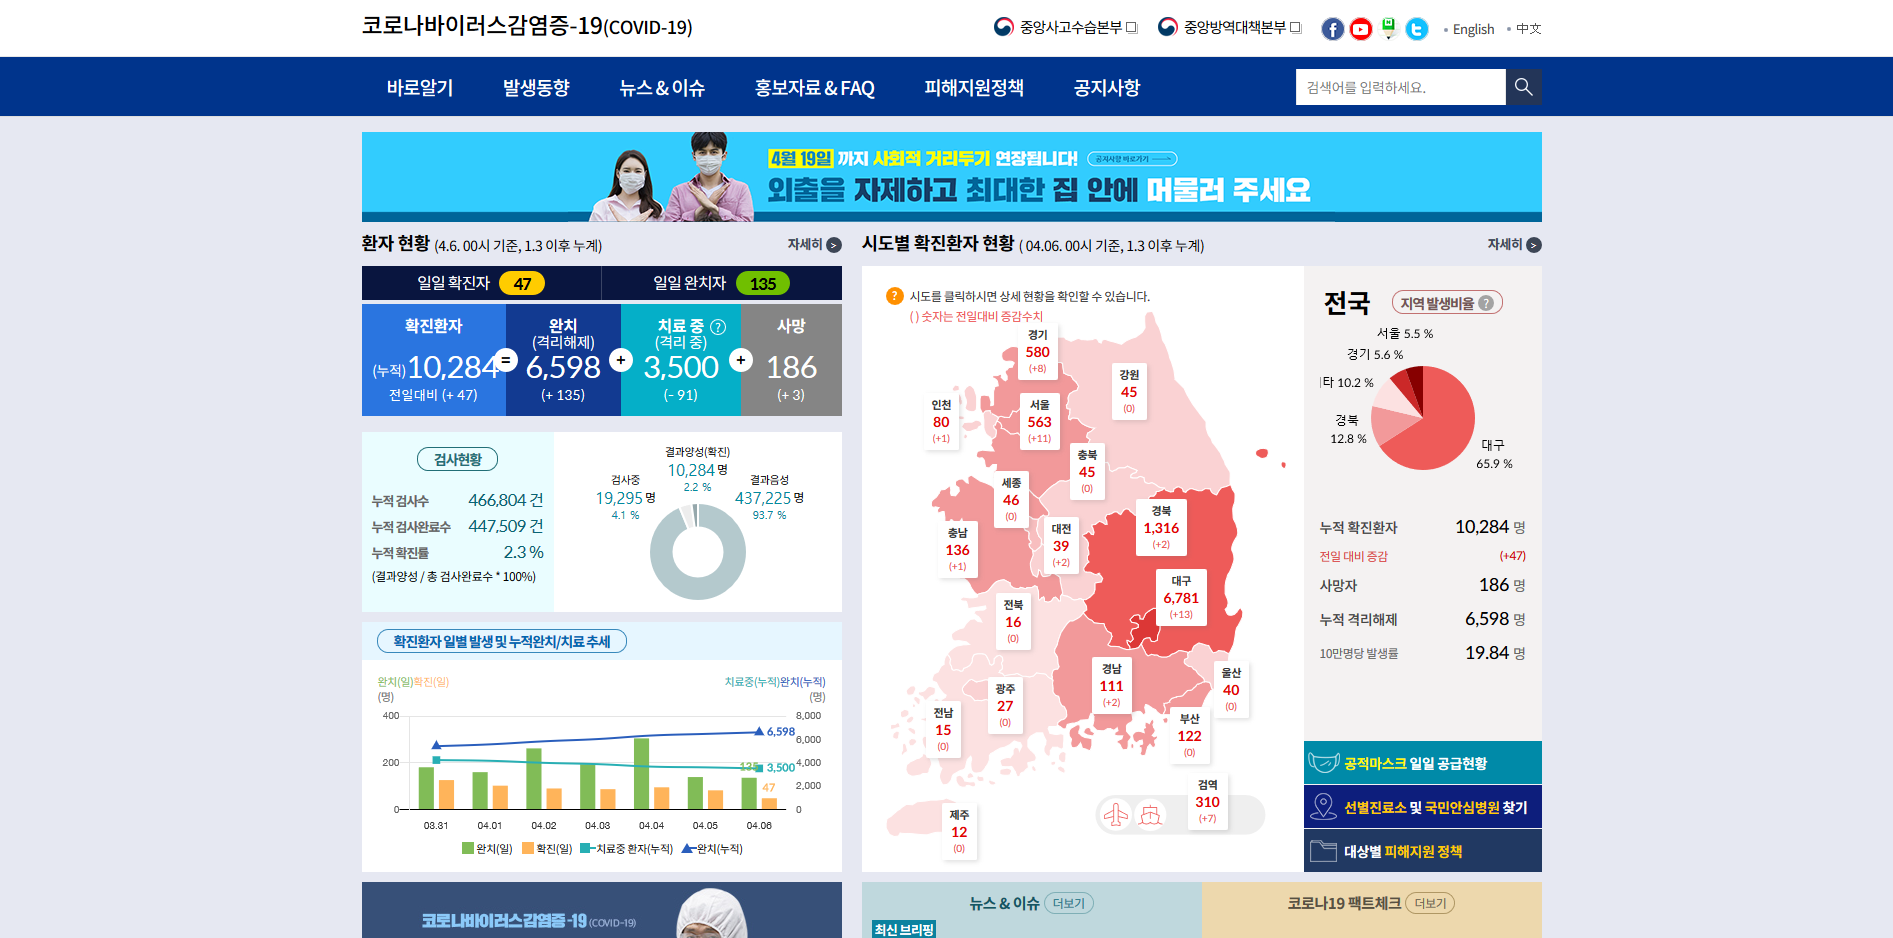 코로나바이러스감염증-19(COVID-19)
중앙사고수습본부
중앙방역대책본부
English
中文
바로알기
발생동향
뉴스 & 이슈
홍보자료 & FAQ
피해지원정책
공지사항
검색어를 입력하세요.
4월 19일 까지 사회적 거리두기 연장됩니다! 공지사항 바로가기
외출을 자제하고 최대한 집 안에 머물러 주세요
환자 현황 (4.6. 00시 기준, 1.3 이후 누계)
자세히 >
일일 확진자 47
일일 완치자 135
확진환자
(누적)10,284
전일대비 (+ 47)
=
완치
(격리해제)
6,598
(+ 135)
+
치료 중 ?
(격리 중)
3,500
(- 91)
+
사망
186
(+ 3)
검사현황
누적 검사수 466,804 건
누적 검사완료수 447,509 건
누적 확진률 2.3 %
(결과양성 / 총 검사완료수 * 100%)
결과양성(확진)
10,284 명
2.2 %
검사중
19,295 명
4.1 %
결과음성
437,225 명
93.7 %
확진환자 일별 발생 및 누적완치/치료 추세
완치(일)확진(일)
(명)
치료중(누적)완치(누적)
(명)
400
200
0
8,000
6,000
4,000
2,000
0
6,598
3,500
135
47
03.31
04.01
04.02
04.03
04.04
04.05
04.06
완치(일)
확진(일)
치료중 환자(누적)
완치(누적)
시도별 확진환자 현황 ( 04.06. 00시 기준, 1.3 이후 누계)
자세히 >
? 시도를 클릭하시면 상세 현황을 확인할 수 있습니다.
( ) 숫자는 전일대비 증감수치
경기
580
(+8)
강원
45
(0)
인천
80
(+1)
서울
563
(+11)
충북
45
(0)
세종
46
(0)
경북
1,316
(+2)
충남
136
(+1)
대전
39
(+2)
대구
6,781
(+13)
전북
16
(0)
경남
111
(+2)
울산
40
(0)
광주
27
(0)
전남
15
(0)
부산
122
(0)
검역
310
(+7)
제주
12
(0)
전국
지역 발생비율 ?
서울 5.5 %
경기 5.6 %
타 10.2 %
경북
12.8 %
대구
65.9 %
누적 확진환자 10,284 명
전일 대비 증감 (+47)
사망자 186 명
누적 격리해제 6,598 명
10만명당 발생률 19.84 명
공적마스크 일일 공급현황
선별진료소 및 국민안심병원 찾기
대상별 피해지원 정책
코로나바이러스감염증-19 (COVID-19)
뉴스 & 이슈 더보기
최신 브리핑
코로나19 팩트체크 더보기